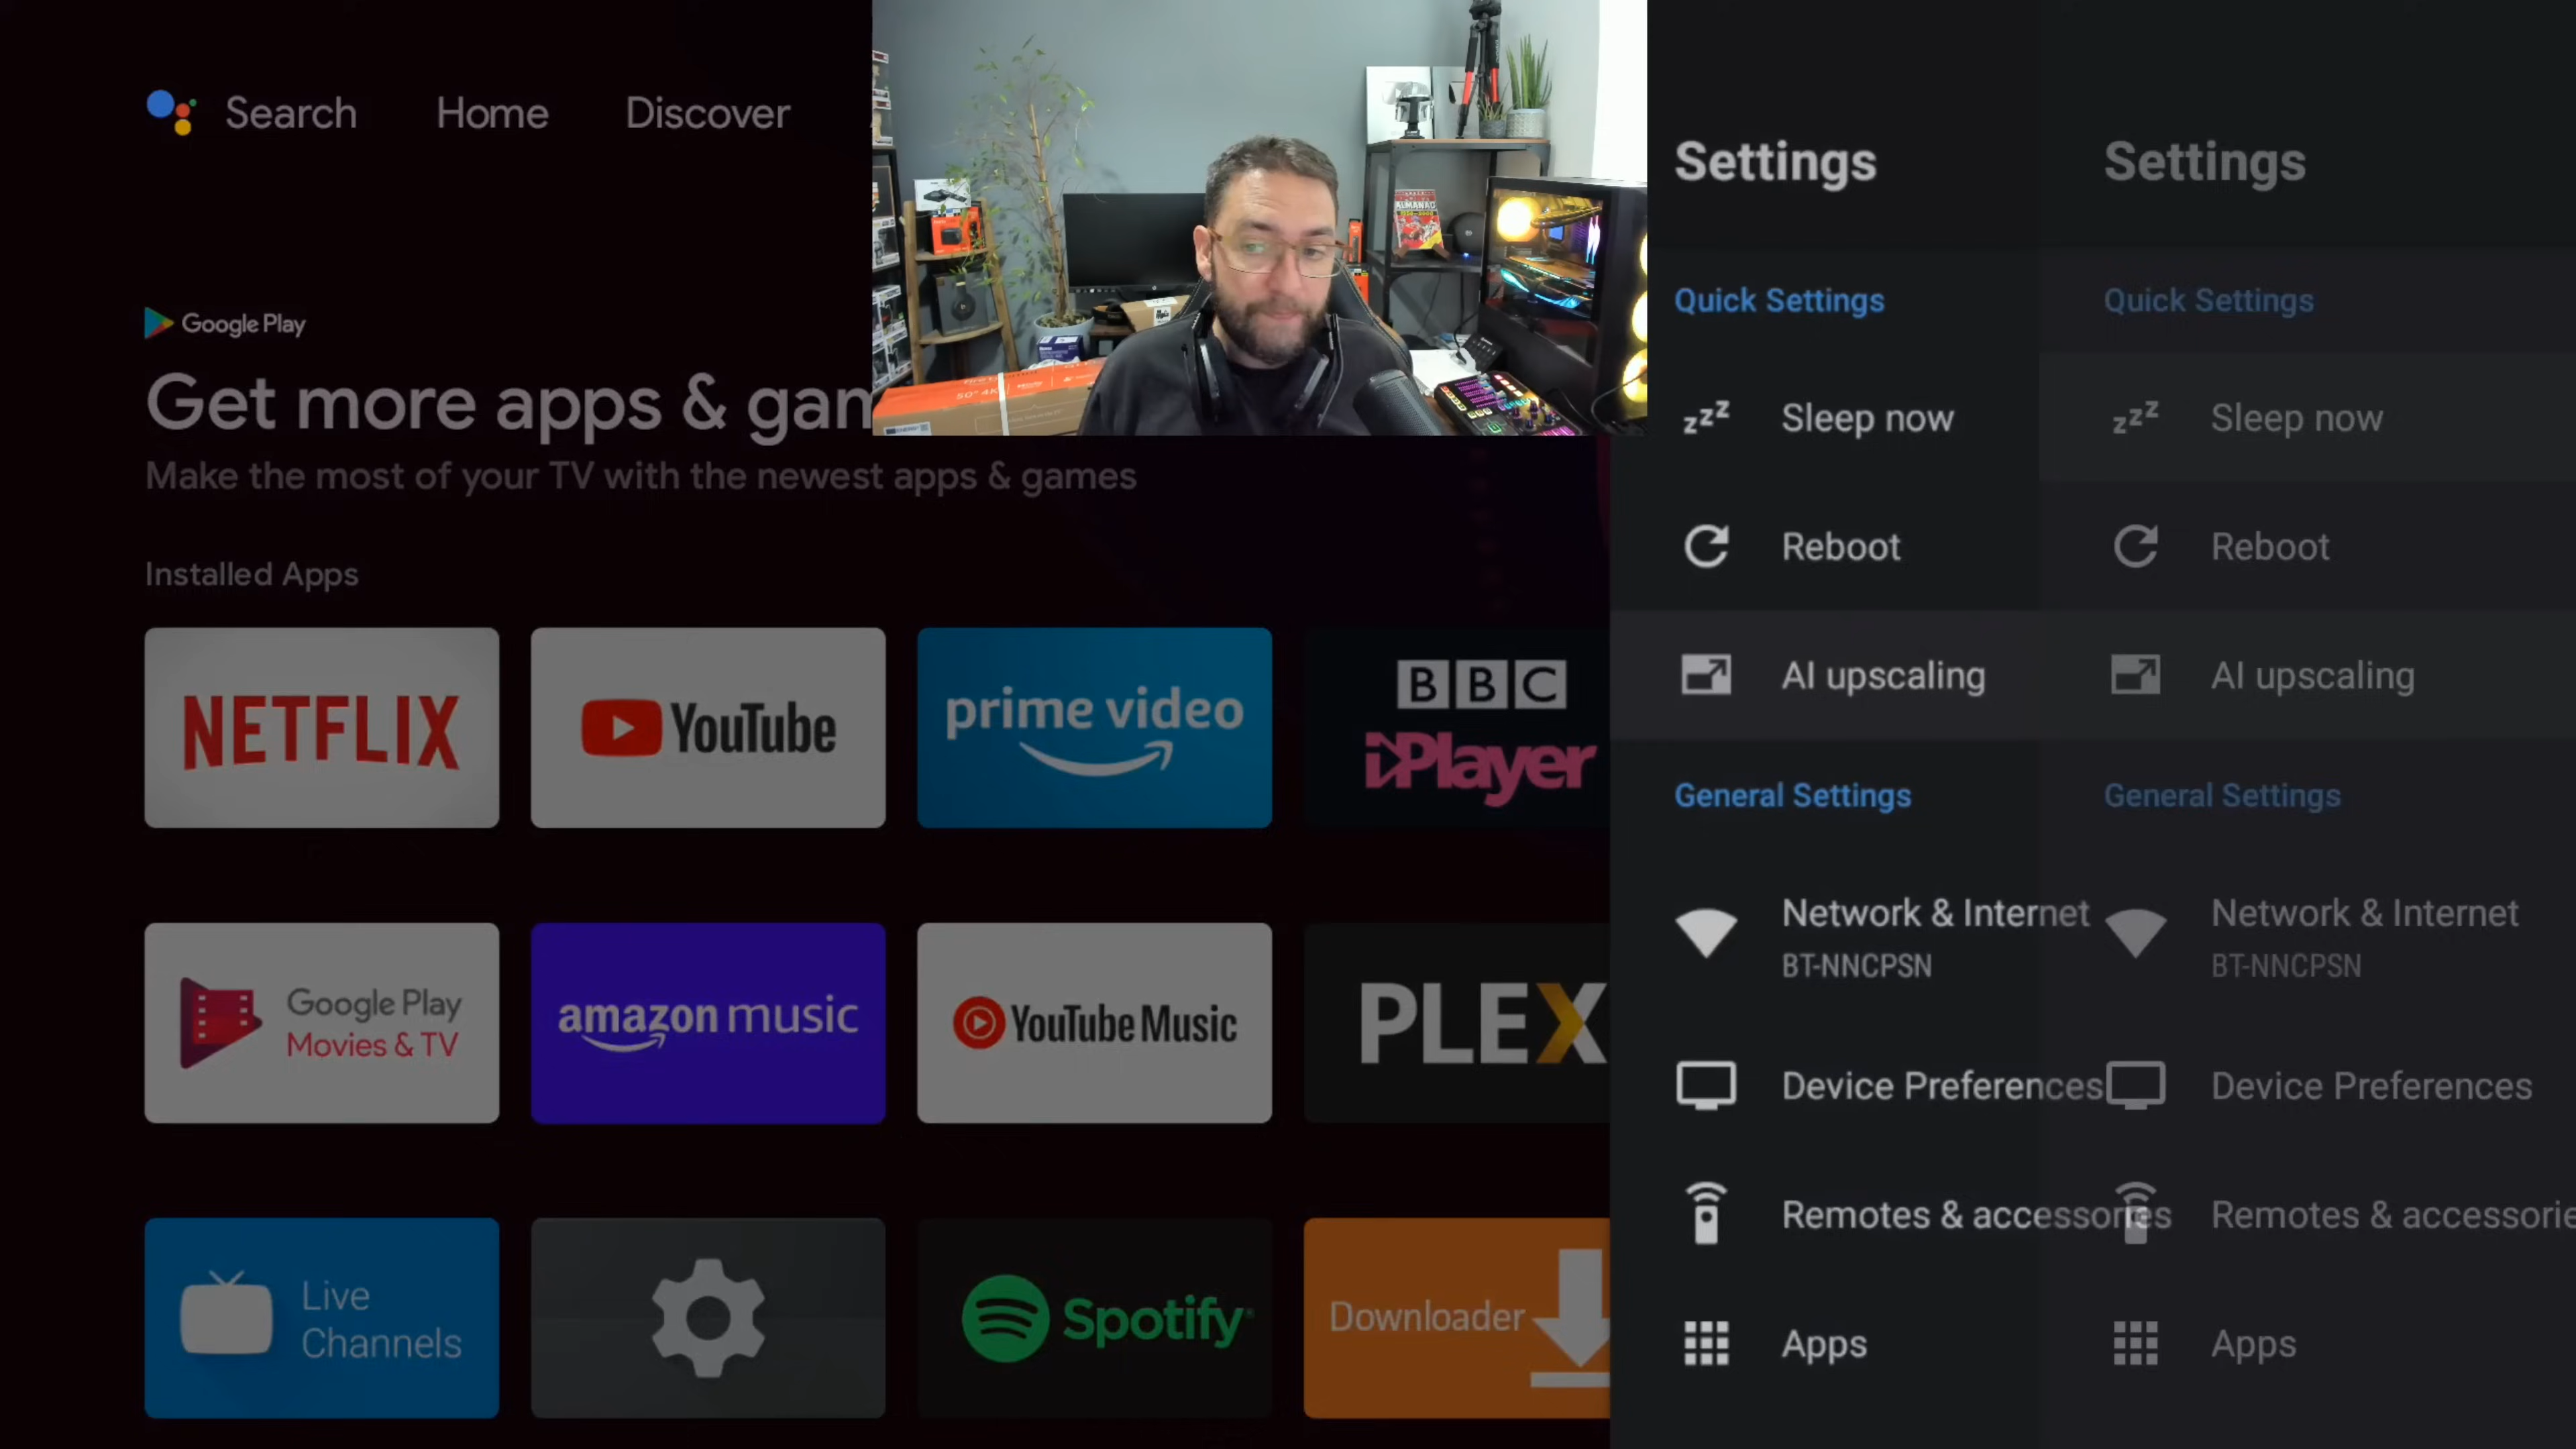 Search
Home
Discover
Google Play
Get more apps & gam
Make the most of your TV with the newest apps & games
Installed Apps
NETFLIX
YouTube
prime video
BBC
iPlayer
Google Play
Movies & TV
amazon music
YouTube Music
PLEX
Live
Channels
Spotify
Downloader
ALMANAC
50" 4K
Settings
Quick Settings
Sleep now
Reboot
AI upscaling
General Settings
Network & Internet
BT-NNCPSN
Device Preferences
Remotes & accessories
Apps
Settings
Quick Settings
Sleep now
Reboot
AI upscaling
General Settings
Network & Internet
BT-NNCPSN
Device Preferences
Remotes & accessorie
Apps